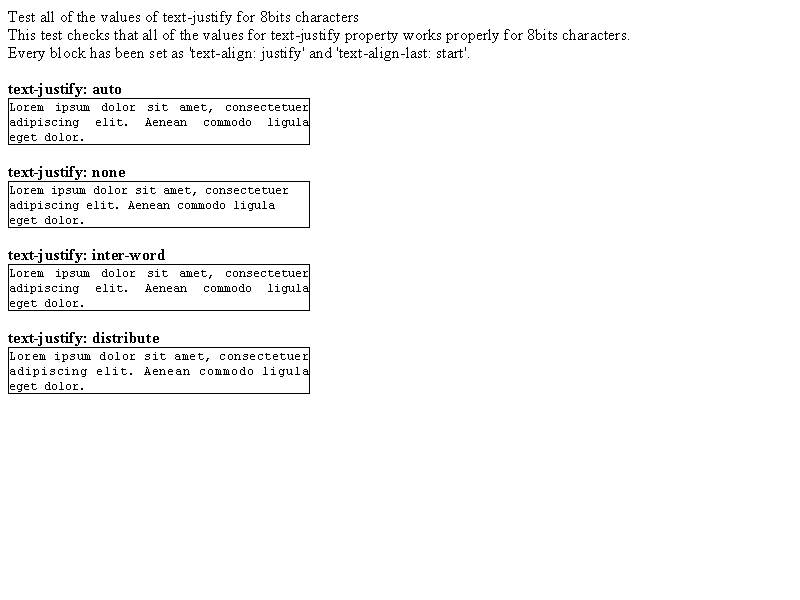 Test all of the values of text-justify for 8bits characters
This test checks that all of the values for text-justify property works properly for 8bits characters.
Every block has been set as 'text-align: justify' and 'text-align-last: start'.
text-justify: auto
Lorem ipsum dolor sit amet, consectetuer
adipiscing elit. Aenean commodo ligula
eget dolor.
text-justify: none
Lorem ipsum dolor sit amet, consectetuer
adipiscing elit. Aenean commodo ligula
eget dolor.
text-justify: inter-word
Lorem ipsum dolor sit amet, consectetuer
adipiscing elit. Aenean commodo ligula
eget dolor.
text-justify: distribute
Lorem ipsum dolor sit amet, consectetuer
adipiscing elit. Aenean commodo ligula
eget dolor.